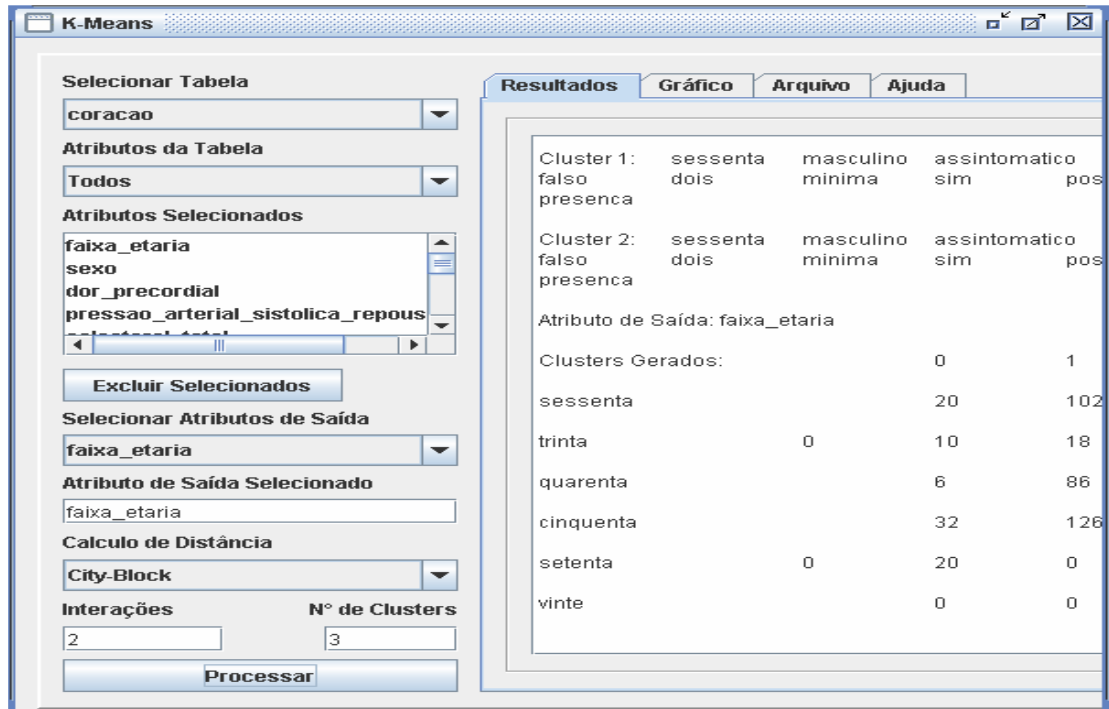 K-Means
Selecionar Tabela
coracao
Atributos da Tabela
Todos
Atributos Selecionados
faixa_etaria
sexo
dor_precordial
pressao_arterial_sistolica_repous
Excluir Selecionados
Selecionar Atributos de Saída
faixa_etaria
Atributo de Saída Selecionado
faixa_etaria
Calculo de Distância
City-Block
Interações N° de Clusters
2 3
Processar
Resultados Gráfico Arquivo Ajuda
Cluster 1: sessenta masculino assintomatico
falso dois minima sim pos
presenca
Cluster 2: sessenta masculino assintomatico
falso dois minima sim pos
presenca
Atributo de Saída: faixa_etaria
Clusters Gerados: 0 1
sessenta 20 102
trinta 0 10 18
quarenta 6 86
cinquenta 32 126
setenta 0 20 0
vinte 0 0